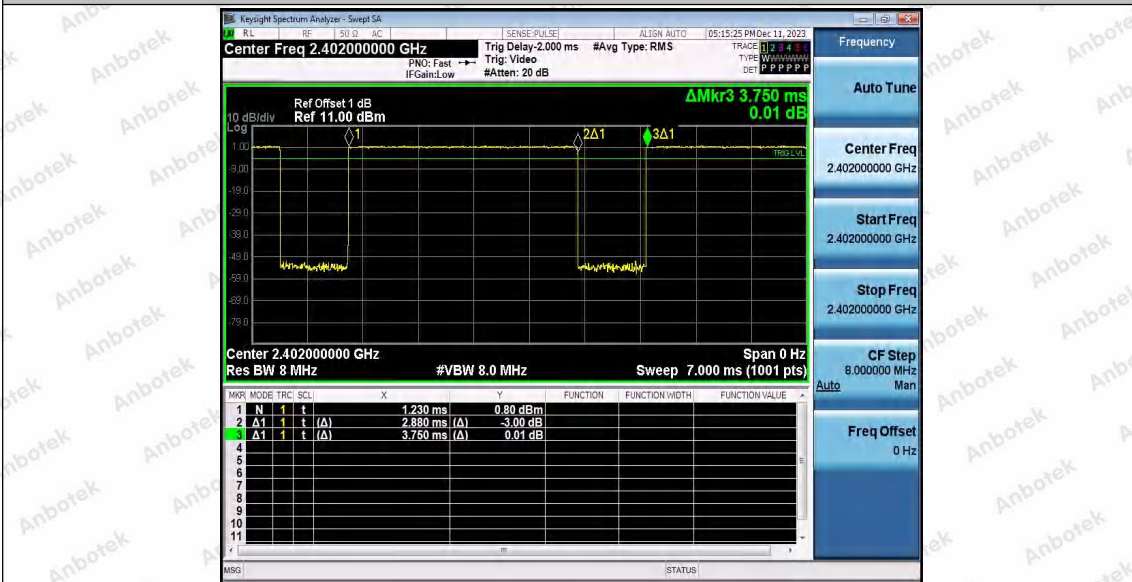 Keysight Spectrum Analyzer - Swept SA
RL RF 50 Ω AC SENSE:PULSE ALIGN AUTO 05:15:25 PM Dec 11, 2023
Center Freq 2.402000000 GHz
PNO: Fast
IFGain:Low
Trig Delay-2.000 ms
Trig: Video
#Atten: 20 dB
#Avg Type: RMS
TRACE 1 2 3 4 5 6
TYPE WWWWWW
DET P P P P P P
Frequency
ΔMkr3 3.750 ms
0.01 dB
Ref Offset 1 dB
10 dB/div Ref 11.00 dBm
Log
1
2Δ1
3Δ1
TRIG LVL
1.00
-9.00
-19.0
-29.0
-39.0
-49.0
-59.0
-69.0
-79.0
Center 2.402000000 GHz Span 0 Hz
Res BW 8 MHz #VBW 8.0 MHz Sweep 7.000 ms (1001 pts)
MKR MODE TRC SCL X Y FUNCTION FUNCTION WIDTH FUNCTION VALUE
1 N 1 t 1.230 ms 0.80 dBm
2 Δ1 1 t (Δ) 2.880 ms (Δ) -3.00 dB
3 Δ1 1 t (Δ) 3.750 ms (Δ) 0.01 dB
4
5
6
7
8
9
10
11
MSG STATUS
Auto Tune
Center Freq
2.402000000 GHz
Start Freq
2.402000000 GHz
Stop Freq
2.402000000 GHz
CF Step
8.000000 MHz
Auto Man
Freq Offset
0 Hz
Anbotek